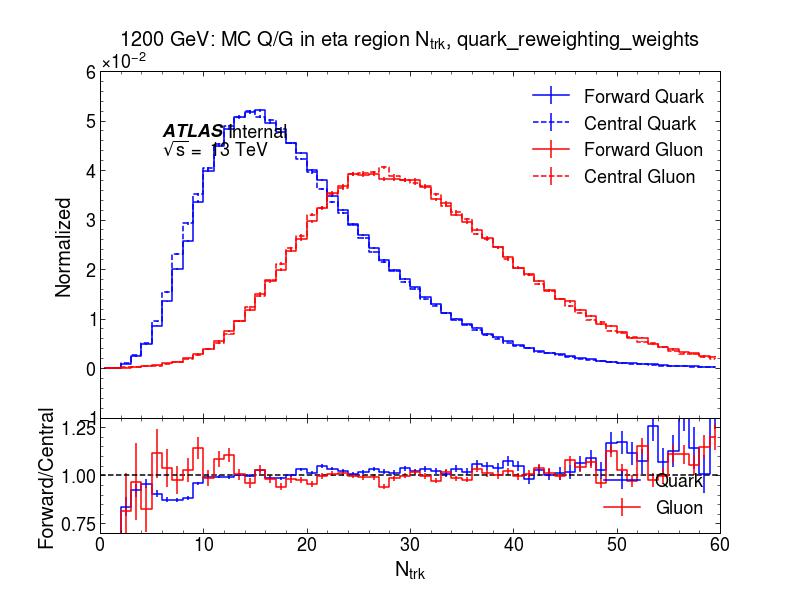 1200 GeV: MC Q/G in eta region N_trk, quark_reweighting_weights
×10⁻²
6
5
4
3
2
1
0
−1
Normalized
ATLAS Internal
√s = 13 TeV
Forward Quark
Central Quark
Forward Gluon
Central Gluon
1.25
1.00
0.75
Forward/Central
Quark
Gluon
0 10 20 30 40 50 60
N_trk